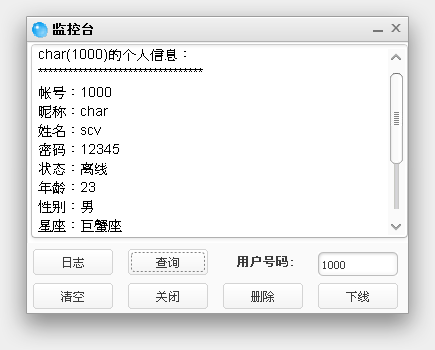 监控台
char(1000)的个人信息：
*********************************
帐号：1000
昵称：char
姓名：scv
密码：12345
状态：离线
年龄：23
性别：男
星座：巨蟹座
日志 查询 用户号码: 1000
清空 关闭 删除 下线